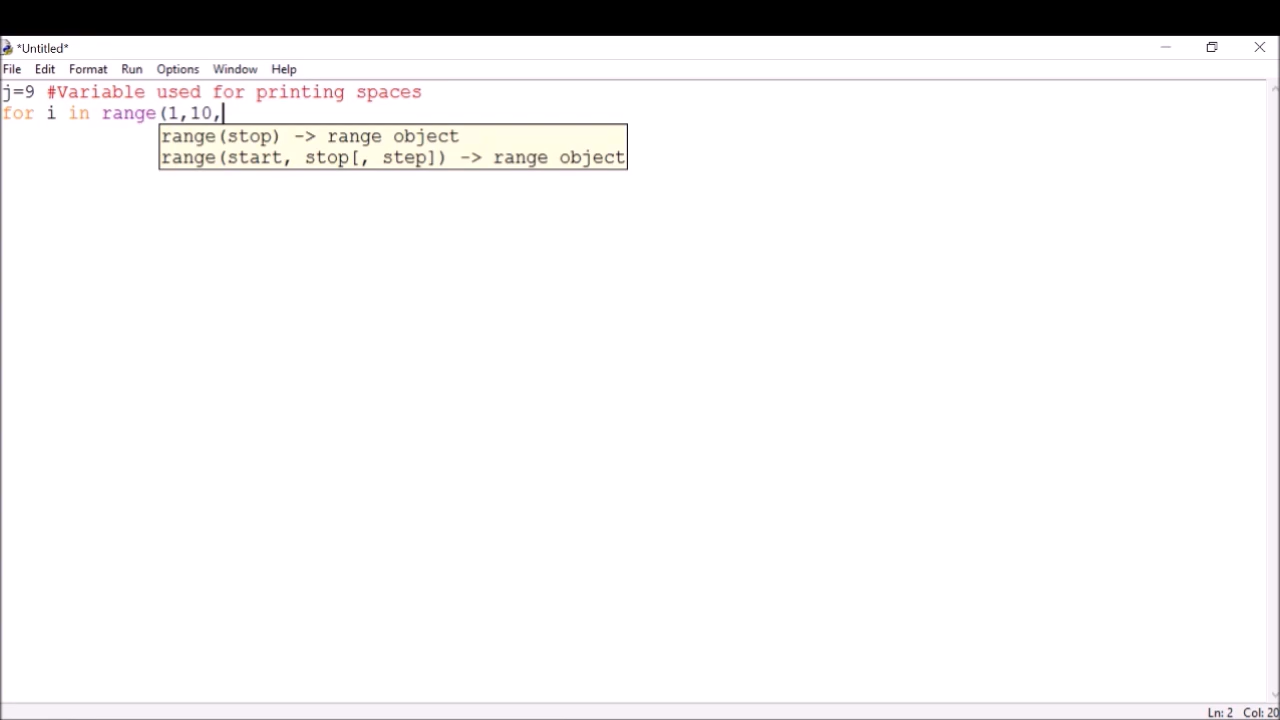 *Untitled*
File Edit Format Run Options Window Help
j=9 #Variable used for printing spaces
for i in range(1,10,
range(stop) -> range object
range(start, stop[, step]) -> range object
Ln: 2 Col: 20